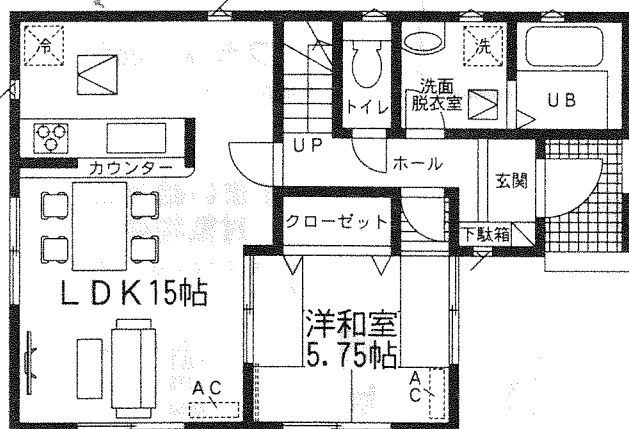 冷
洗
洗面
脱衣室
UB
トイレ
UP
ホール
カウンター
玄関
クローゼット
下駄箱
LDK15帖
洋和室
5.75帖
AC
AC